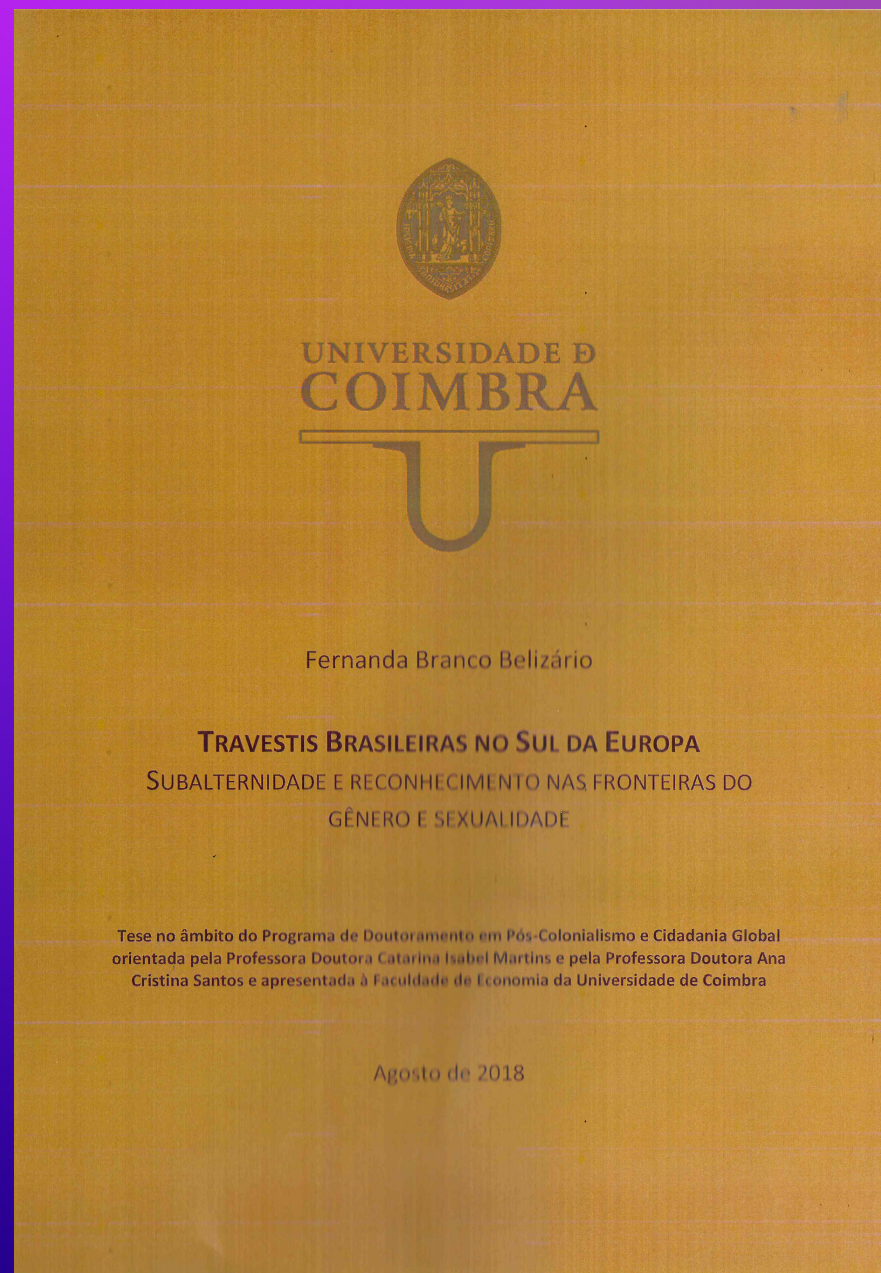 UNIVERSIDADE Ð
COIMBRA
Fernanda Branco Belizário
TRAVESTIS BRASILEIRAS NO SUL DA EUROPA
SUBALTERNIDADE E RECONHECIMENTO NAS FRONTEIRAS DO
GÊNERO E SEXUALIDADE
Tese no âmbito do Programa de Doutoramento em Pós-Colonialismo e Cidadania Global
orientada pela Professora Doutora Catarina Isabel Martins e pela Professora Doutora Ana
Cristina Santos e apresentada à Faculdade de Economia da Universidade de Coimbra
Agosto de 2018